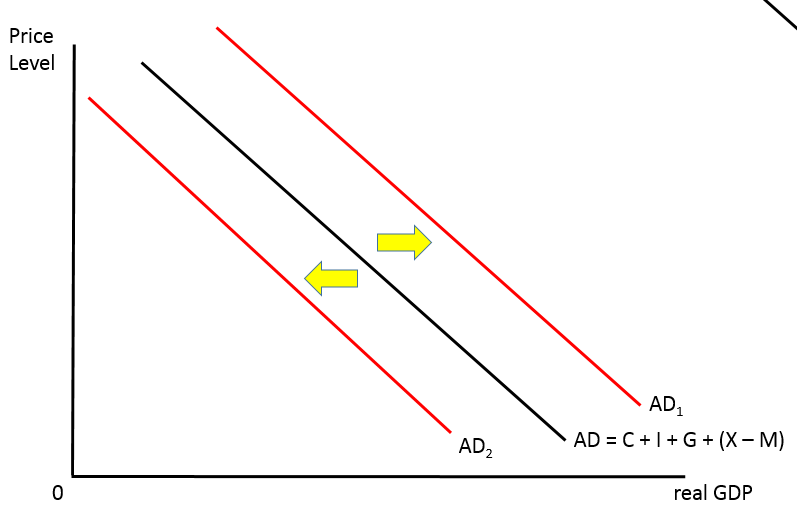 Price
Level
AD₁
AD = C + I + G + (X – M)
AD₂
0
real GDP